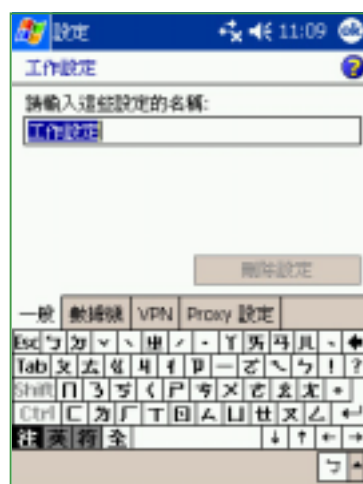 設定 11:09 ok
工作設定
請輸入這些設定的名稱:
工作設定
刪除設定
一般 數據機 VPN Proxy 設定
Esc ㄅ ㄉ ˇ ˋ ㄓ ˊ ˙ ㄚ ㄞ ㄢ ㄦ
Tab ㄆ ㄊ ㄍ ㄐ ㄔ ㄗ ㄧ ㄛ ㄟ ㄣ ! ?
Shift ㄇ ㄋ ㄎ ㄑ ㄕ ㄘ ㄨ ㄜ ㄠ ㄤ
Ctrl ㄈ ㄌ ㄏ ㄒ ㄖ ㄙ ㄩ ㄝ ㄡ ㄥ
注 英 符 全 ↓ ↑ ← →
ㄅ